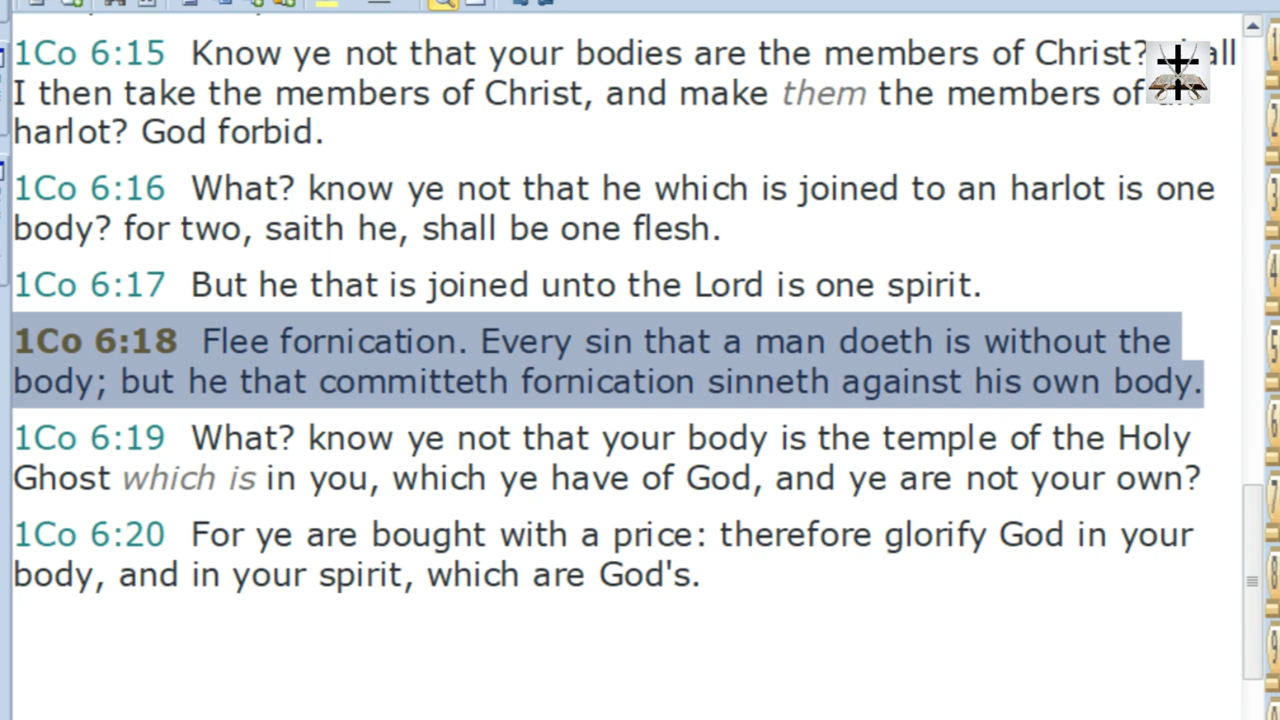 1Co 6:15 Know ye not that your bodies are the members of Christ?
I then take the members of Christ, and make them the members of
harlot? God forbid.
1Co 6:16 What? know ye not that he which is joined to an harlot is one
body? for two, saith he, shall be one flesh.
1Co 6:17 But he that is joined unto the Lord is one spirit.
1Co 6:18 Flee fornication. Every sin that a man doeth is without the
body; but he that committeth fornication sinneth against his own body.
1Co 6:19 What? know ye not that your body is the temple of the Holy
Ghost which is in you, which ye have of God, and ye are not your own?
1Co 6:20 For ye are bought with a price: therefore glorify God in your
body, and in your spirit, which are God's.